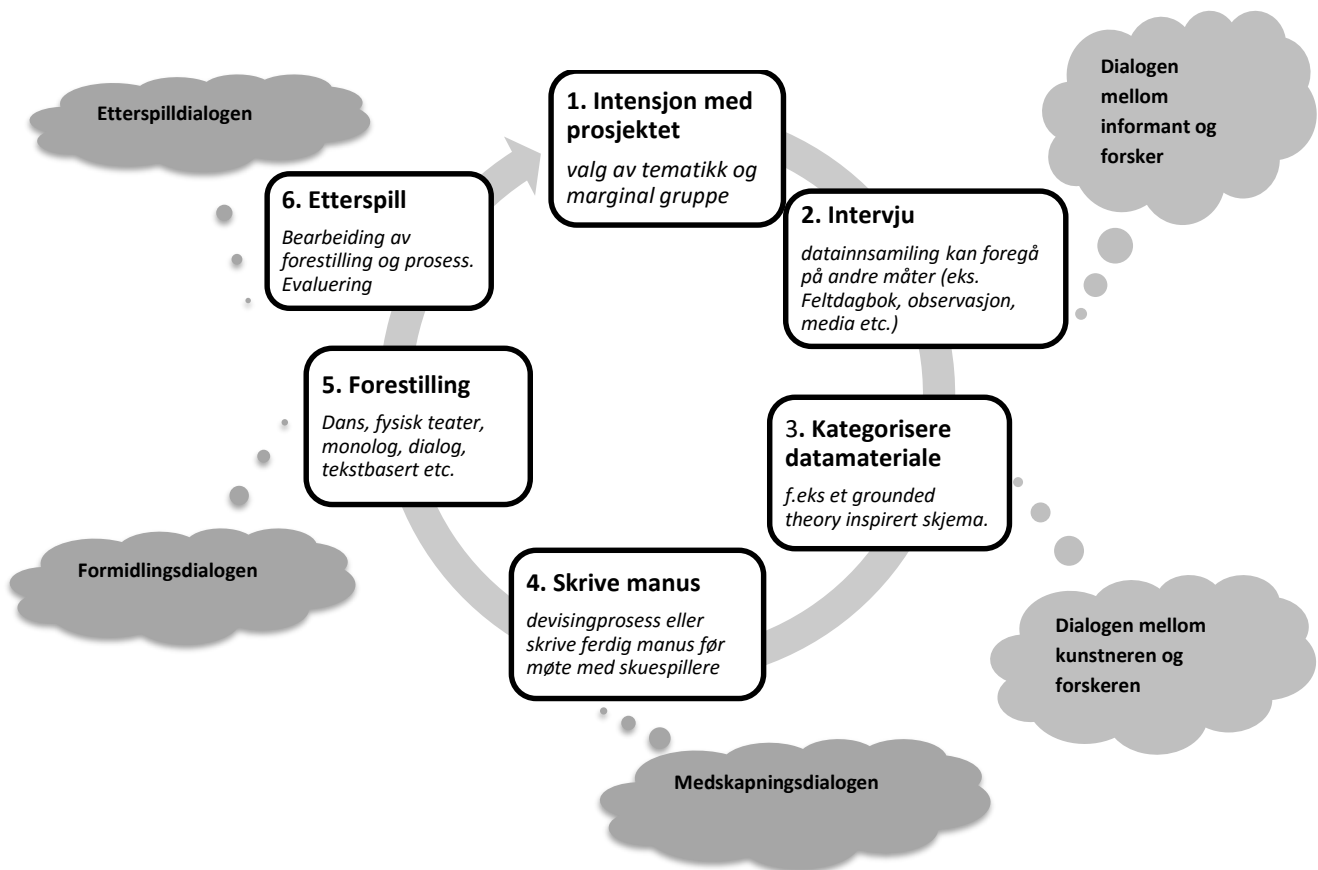 1. Intensjon med
prosjektet
valg av tematikk og
marginal gruppe
Dialogen
mellom
informant og
forsker
2. Intervju
datainnsamiling kan foregå
på andre måter (eks.
Feltdagbok, observasjon,
media etc.)
3. Kategorisere
datamateriale
f.eks et grounded
theory inspirert skjema.
Dialogen mellom
kunstneren og
forskeren
4. Skrive manus
devisingprosess eller
skrive ferdig manus før
møte med skuespillere
Medskapningsdialogen
5. Forestilling
Dans, fysisk teater,
monolog, dialog,
tekstbasert etc.
Formidlingsdialogen
6. Etterspill
Bearbeiding av
forestilling og prosess.
Evaluering
Etterspilldialogen